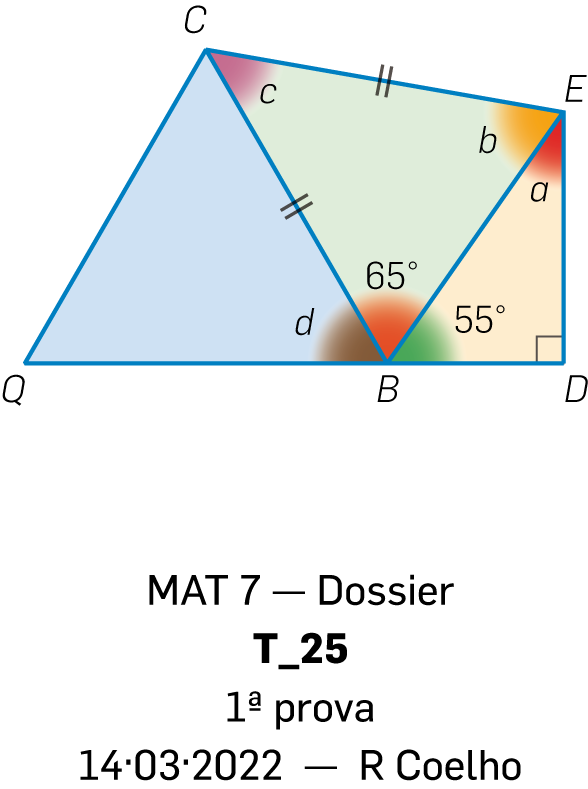 C
E
c
b
a
65°
d
55°
Q
B
D
MAT 7 — Dossier
T_25
1ª prova
14·03·2022 — R Coelho